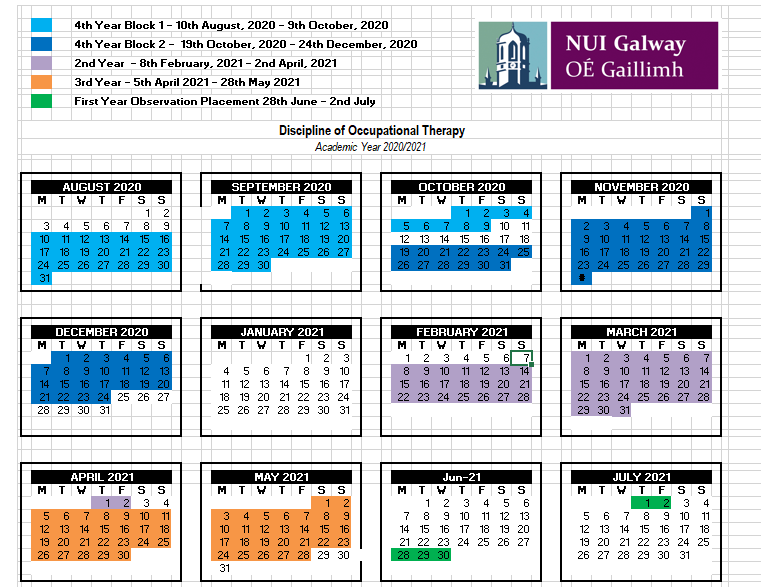 4th Year Block 1 - 10th August, 2020 - 9th October, 2020
4th Year Block 2 - 19th October, 2020 - 24th December, 2020
2nd Year - 8th February, 2021 - 2nd April, 2021
3rd Year - 5th April 2021 - 28th May 2021
First Year Observation Placement 28th June - 2nd July
NUI Galway
OÉ Gaillimh
Discipline of Occupational Therapy
Academic Year 2020/2021
AUGUST 2020
M T W T F S S
1 2
3 4 5 6 7 8 9
10 11 12 13 14 15 16
17 18 19 20 21 22 23
24 25 26 27 28 29 30
31
SEPTEMBER 2020
M T W T F S S
1 2 3 4 5 6
7 8 9 10 11 12 13
14 15 16 17 18 19 20
21 22 23 24 25 26 27
28 29 30
OCTOBER 2020
M T W T F S S
1 2 3 4
5 6 7 8 9 10 11
12 13 14 15 16 17 18
19 20 21 22 23 24 25
26 27 28 29 30 31
NOVEMBER 2020
M T W T F S S
1
2 3 4 5 6 7 8
9 10 11 12 13 14 15
16 17 18 19 20 21 22
23 24 25 26 27 28 29
#
DECEMBER 2020
M T W T F S S
1 2 3 4 5 6
7 8 9 10 11 12 13
14 15 16 17 18 19 20
21 22 23 24 25 26 27
28 29 30 31
JANUARY 2021
M T W T F S S
1 2 3
4 5 6 7 8 9 10
11 12 13 14 15 16 17
18 19 20 21 22 23 24
25 26 27 28 29 30 31
FEBRUARY 2021
M T W T F S S
1 2 3 4 5 6 7
8 9 10 11 12 13 14
15 16 17 18 19 20 21
22 23 24 25 26 27 28
MARCH 2021
M T W T F S S
1 2 3 4 5 6 7
8 9 10 11 12 13 14
15 16 17 18 19 20 21
22 23 24 25 26 27 28
29 30 31
APRIL 2021
M T W T F S S
1 2 3 4
5 6 7 8 9 10 11
12 13 14 15 16 17 18
19 20 21 22 23 24 25
26 27 28 29 30
MAY 2021
M T W T F S S
1 2
3 4 5 6 7 8 9
10 11 12 13 14 15 16
17 18 19 20 21 22 23
24 25 26 27 28 29 30
31
Jun-21
M T W T F S S
1 2 3 4 5 6
7 8 9 10 11 12 13
14 15 16 17 18 19 20
21 22 23 24 25 26 27
28 29 30
JULY 2021
M T W T F S S
1 2 3 4
5 6 7 8 9 10 11
12 13 14 15 16 17 18
19 20 21 22 23 24 25
26 27 28 29 30 31